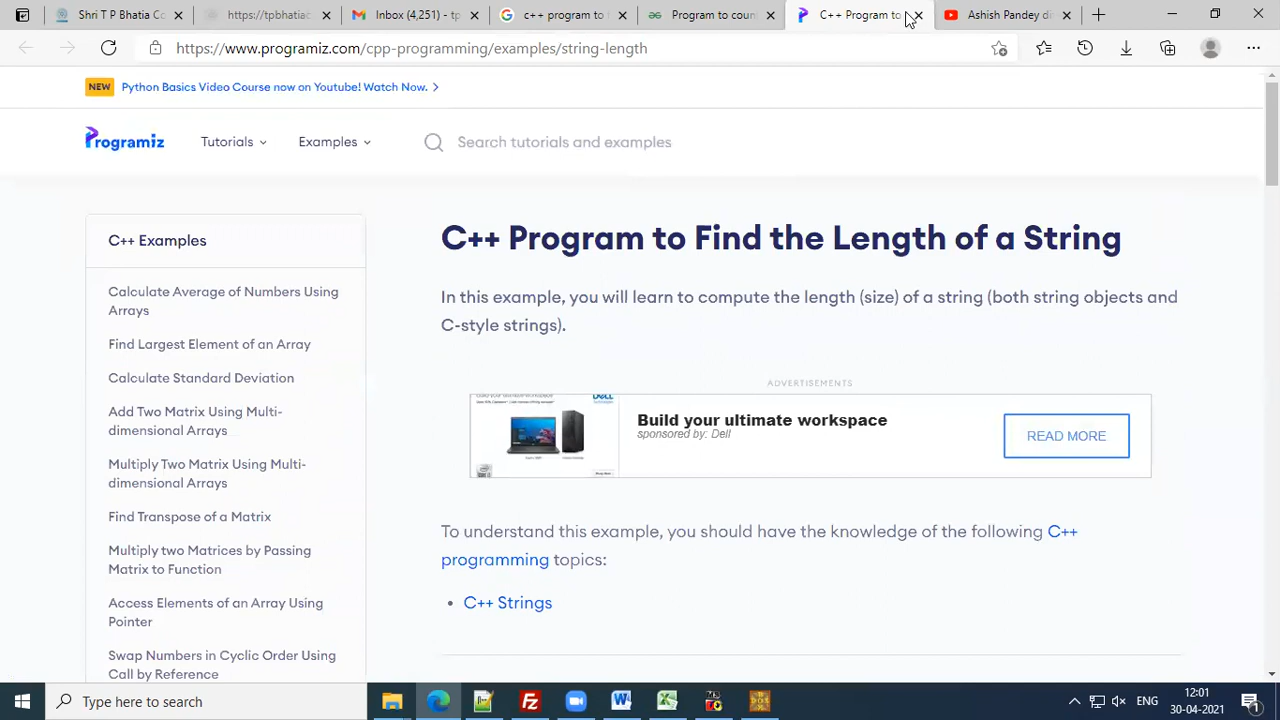 Sonu P Bhatia C
https://tpbhatia
Inbox (4,251) - tp
c++ program to c
Program to coun
C++ Program to
Ashish Pandey di
https://www.programiz.com/cpp-programming/examples/string-length
NEW Python Basics Video Course now on Youtube! Watch Now.
Programiz Tutorials Examples Search tutorials and examples
C++ Examples
Calculate Average of Numbers Using
Arrays
Find Largest Element of an Array
Calculate Standard Deviation
Add Two Matrix Using Multi-
dimensional Arrays
Multiply Two Matrix Using Multi-
dimensional Arrays
Find Transpose of a Matrix
Multiply two Matrices by Passing
Matrix to Function
Access Elements of an Array Using
Pointer
Swap Numbers in Cyclic Order Using
Call by Reference
C++ Program to Find the Length of a String
In this example, you will learn to compute the length (size) of a string (both string objects and
C-style strings).
ADVERTISEMENTS
DELL
Build your ultimate workspace
sponsored by: Dell
READ MORE
To understand this example, you should have the knowledge of the following C++
programming topics:
• C++ Strings
Type here to search
ENG
12:01
30-04-2021